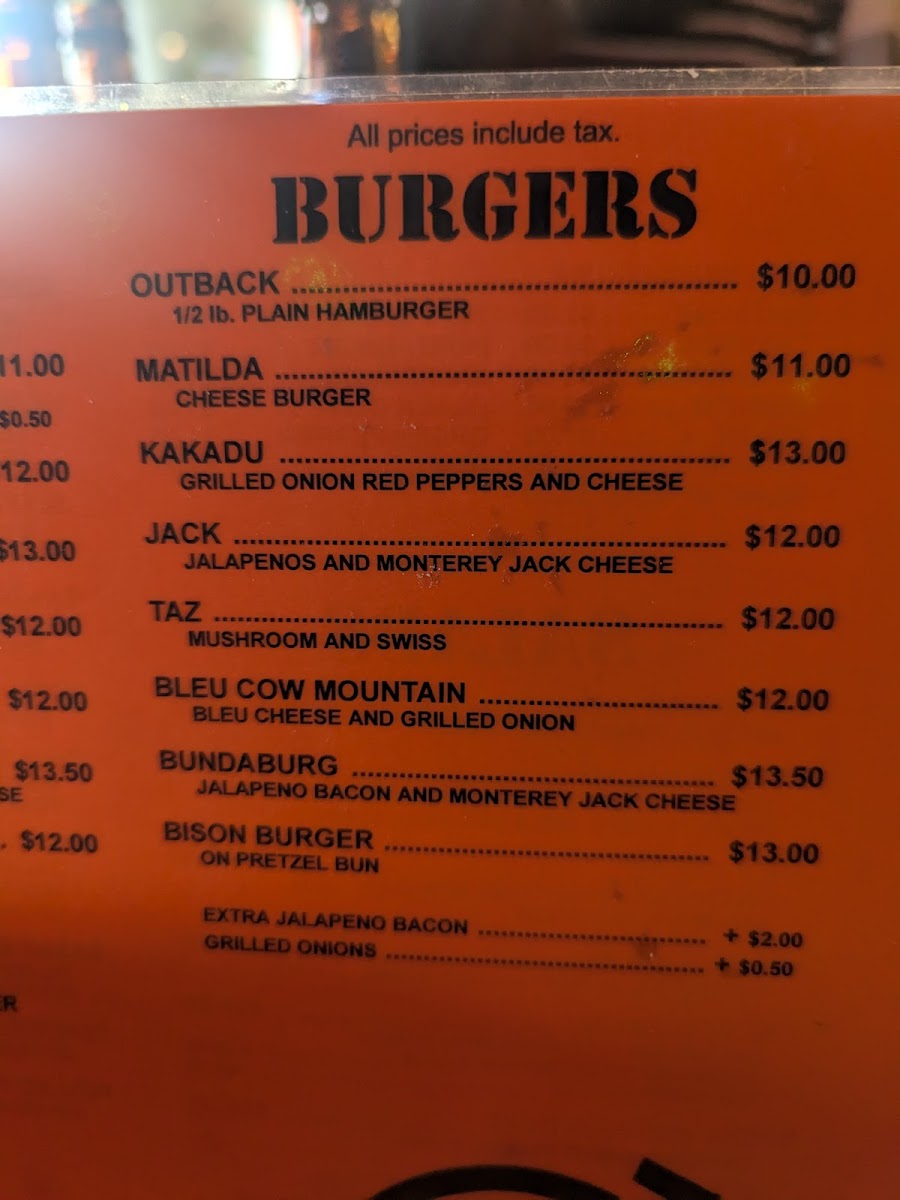 All prices include tax.
BURGERS
OUTBACK ........ $10.00
1/2 lb. PLAIN HAMBURGER
MATILDA ........ $11.00
CHEESE BURGER
KAKADU ........ $13.00
GRILLED ONION RED PEPPERS AND CHEESE
JACK ........ $12.00
JALAPENOS AND MONTEREY JACK CHEESE
TAZ ........ $12.00
MUSHROOM AND SWISS
BLEU COW MOUNTAIN ........ $12.00
BLEU CHEESE AND GRILLED ONION
BUNDABURG ........ $13.50
JALAPENO BACON AND MONTEREY JACK CHEESE
BISON BURGER ........ $13.00
ON PRETZEL BUN
EXTRA JALAPENO BACON ........ + $2.00
GRILLED ONIONS ........ + $0.50
11.00
$0.50
12.00
$13.00
$12.00
$12.00
$13.50
SE
. $12.00
ER